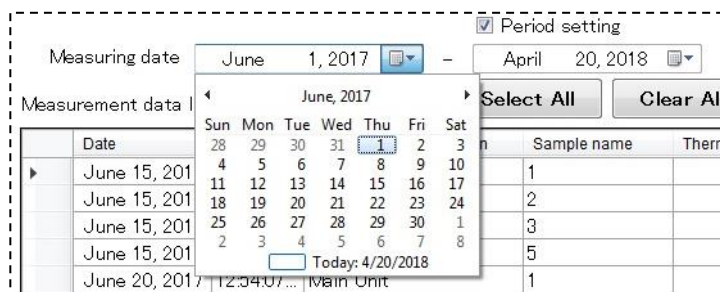 Period setting
Measuring date June 1, 2017 – April 20, 2018
Measurement data Select All Clear
June, 2017
Sun Mon Tue Wed Thu Fri Sat
28 29 30 31 1 2 3
4 5 6 7 8 9 10
11 12 13 14 15 16 17
18 19 20 21 22 23 24
25 26 27 28 29 30 1
2 3 4 5 6 7 8
Today: 4/20/2018
Date Sample name
June 15, 201 1
June 15, 201 2
June 15, 201 3
June 15, 201 5
June 20, 2017 12:54:07... Main Unit 1